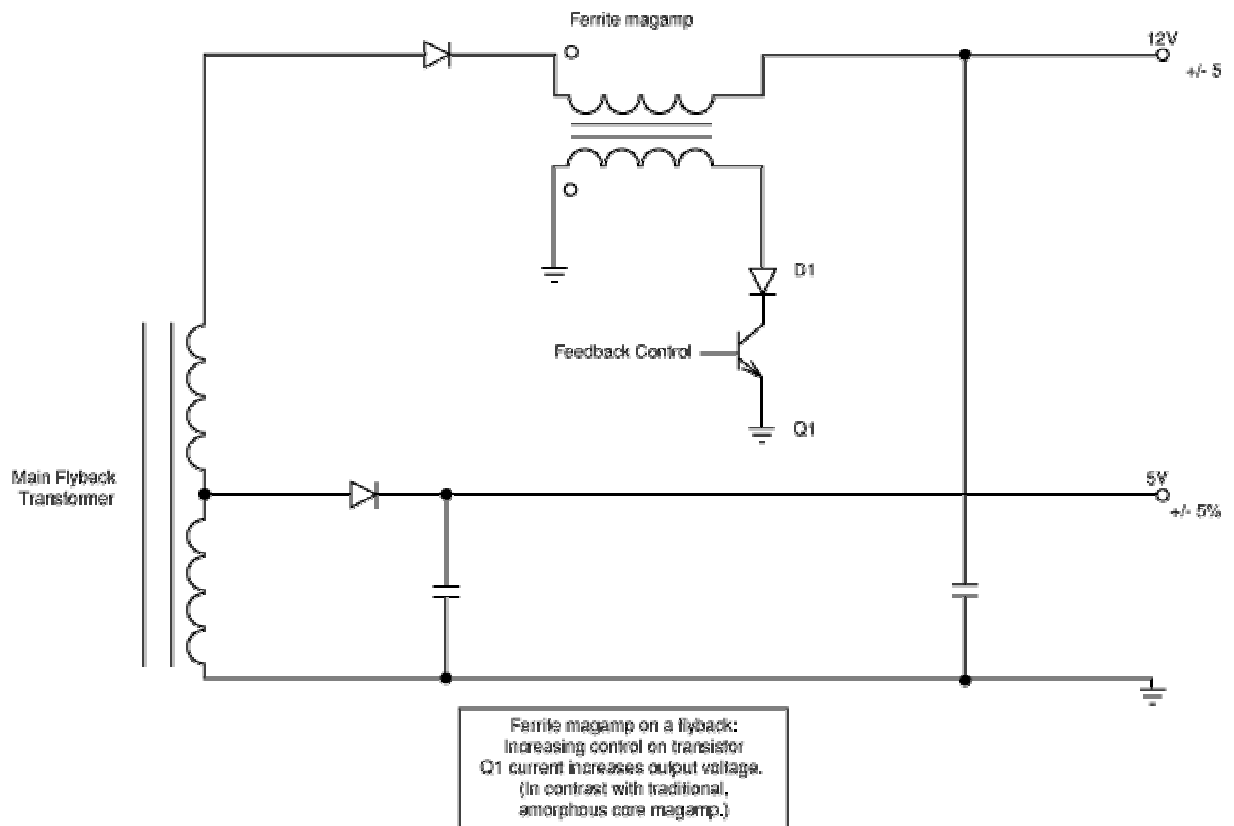 Ferrite magamp
12V
+/- 5
D1
Feedback Control
Q1
Main Flyback
Transformer
5V
+/- 5%
Ferrite magamp on a flyback:
Increasing control on transistor
Q1 current increases output voltage.
(In contrast with traditional,
amorphous core magamp.)